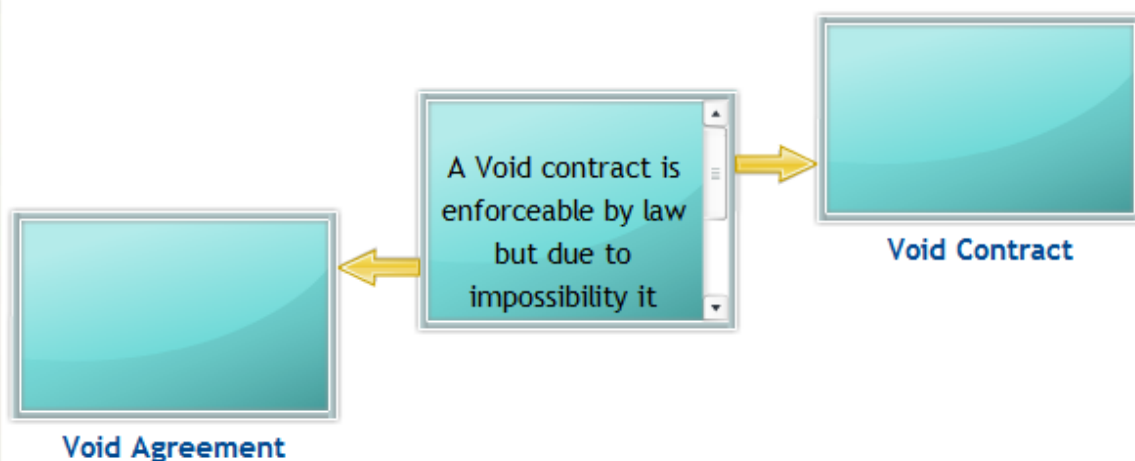 A Void contract is
enforceable by law
but due to
impossibility it
Void Contract
Void Agreement